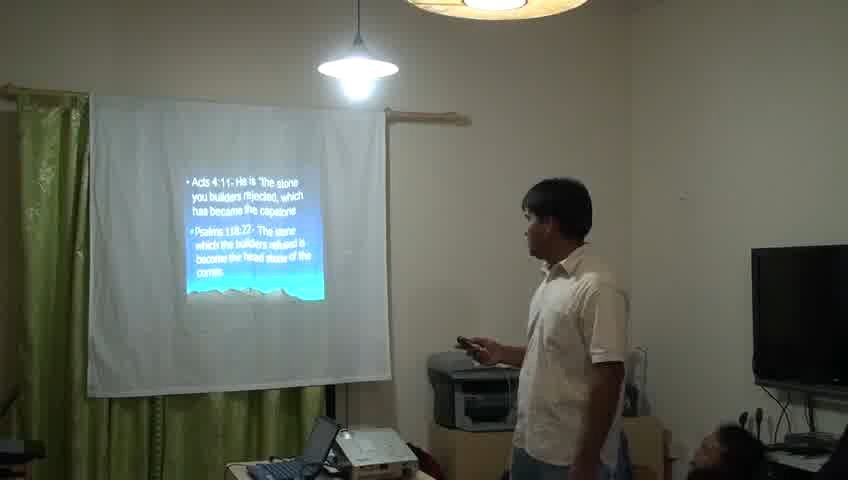 • Acts 4:11- He is "the stone
you builders rejected, which
has became the capstone
• Psalms 118:22- The stone
which the builders refused is
become the head stone of the
corner.